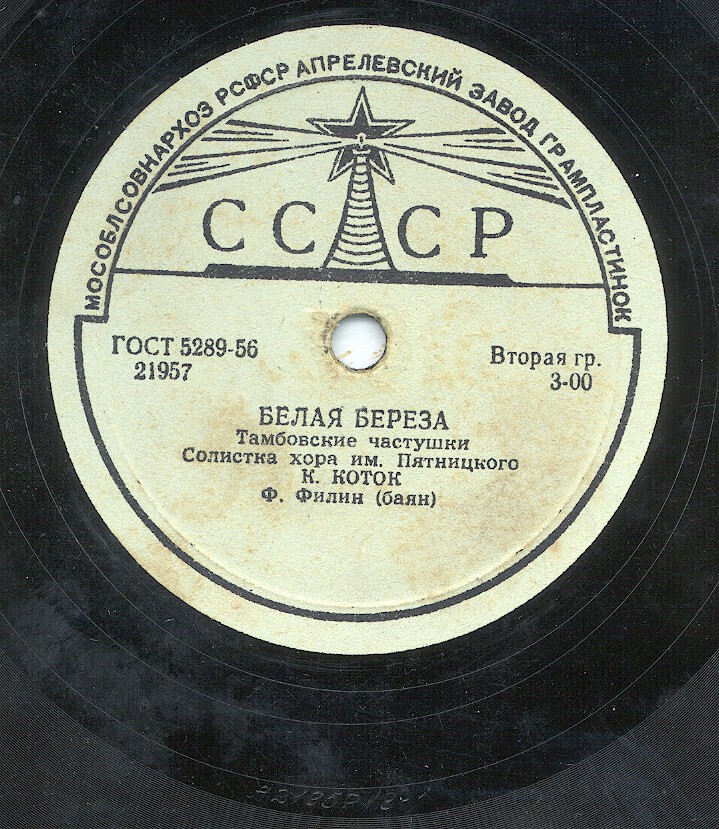 МОСОБЛСОВНАРХОЗ РСФСР АПРЕЛЕВСКИЙ ЗАВОД ГРАМПЛАСТИНОК
СССР
ГОСТ 5289-56
21957
Вторая гр.
3-00
БЕЛАЯ БЕРЕЗА
Тамбовские частушки
Солистка хора им. Пятницкого
К. КОТОК
Ф. Филин (баян)